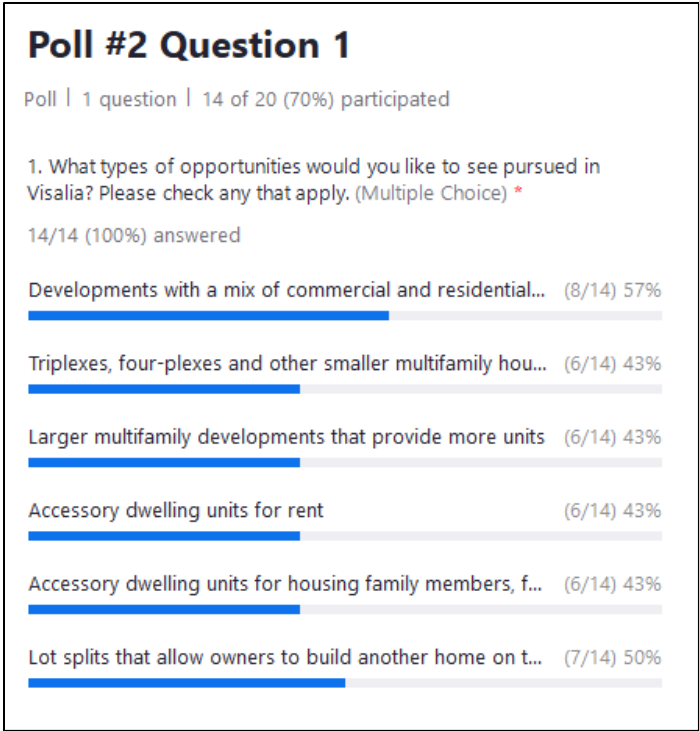 Poll #2 Question 1
Poll | 1 question | 14 of 20 (70%) participated
1. What types of opportunities would you like to see pursued in
Visalia? Please check any that apply. (Multiple Choice) *
14/14 (100%) answered
Developments with a mix of commercial and residential... (8/14) 57%
Triplexes, four-plexes and other smaller multifamily hou... (6/14) 43%
Larger multifamily developments that provide more units (6/14) 43%
Accessory dwelling units for rent (6/14) 43%
Accessory dwelling units for housing family members, f... (6/14) 43%
Lot splits that allow owners to build another home on t... (7/14) 50%